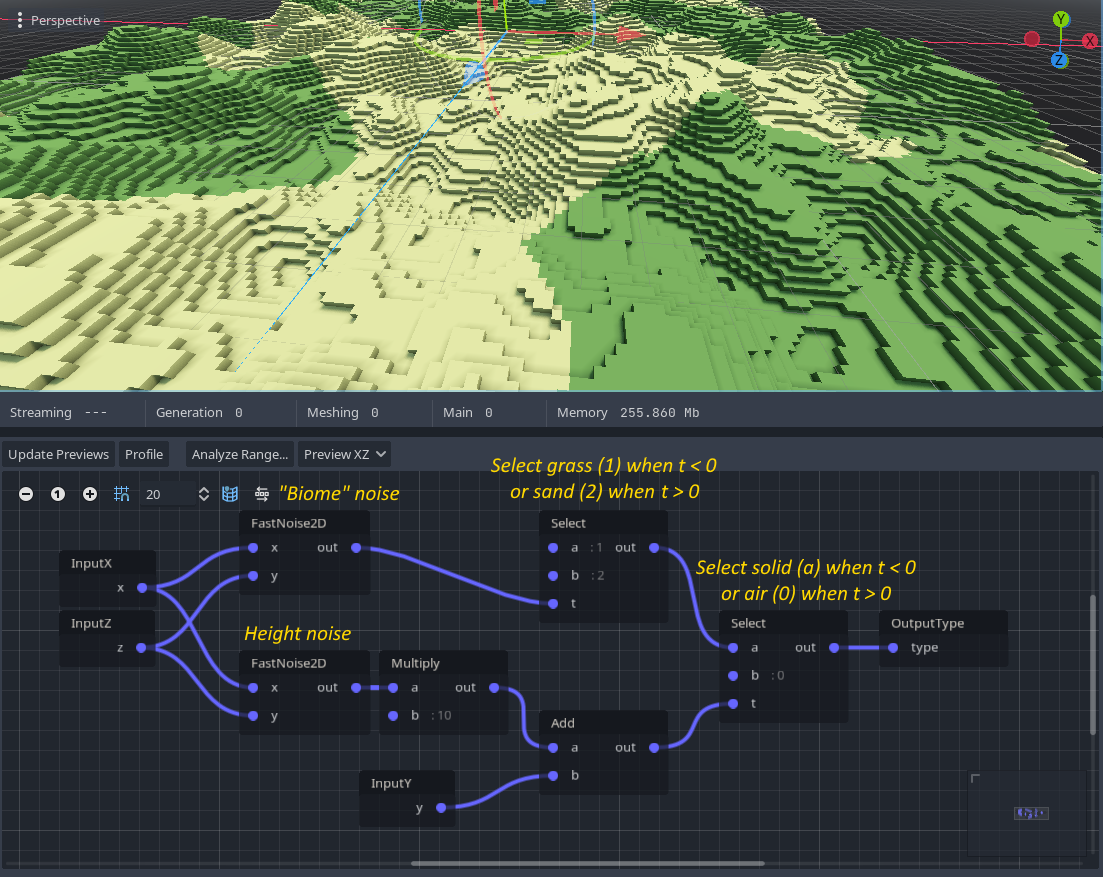 Perspective
Y
X
Z
Streaming ---
Generation 0
Meshing 0
Main 0
Memory 255.860 Mb
Update Previews
Profile
Analyze Range...
Preview XZ
Select grass (1) when t < 0
or sand (2) when t > 0
1
20
"Biome" noise
FastNoise2D
x out
y
Select
a :1 out
b :2
t
InputX
x
InputZ
z
Select solid (a) when t < 0
or air (0) when t > 0
Height noise
FastNoise2D
x out
y
Multiply
a out
b :10
Select
a out
b :0
t
OutputType
type
Add
a out
b
InputY
y